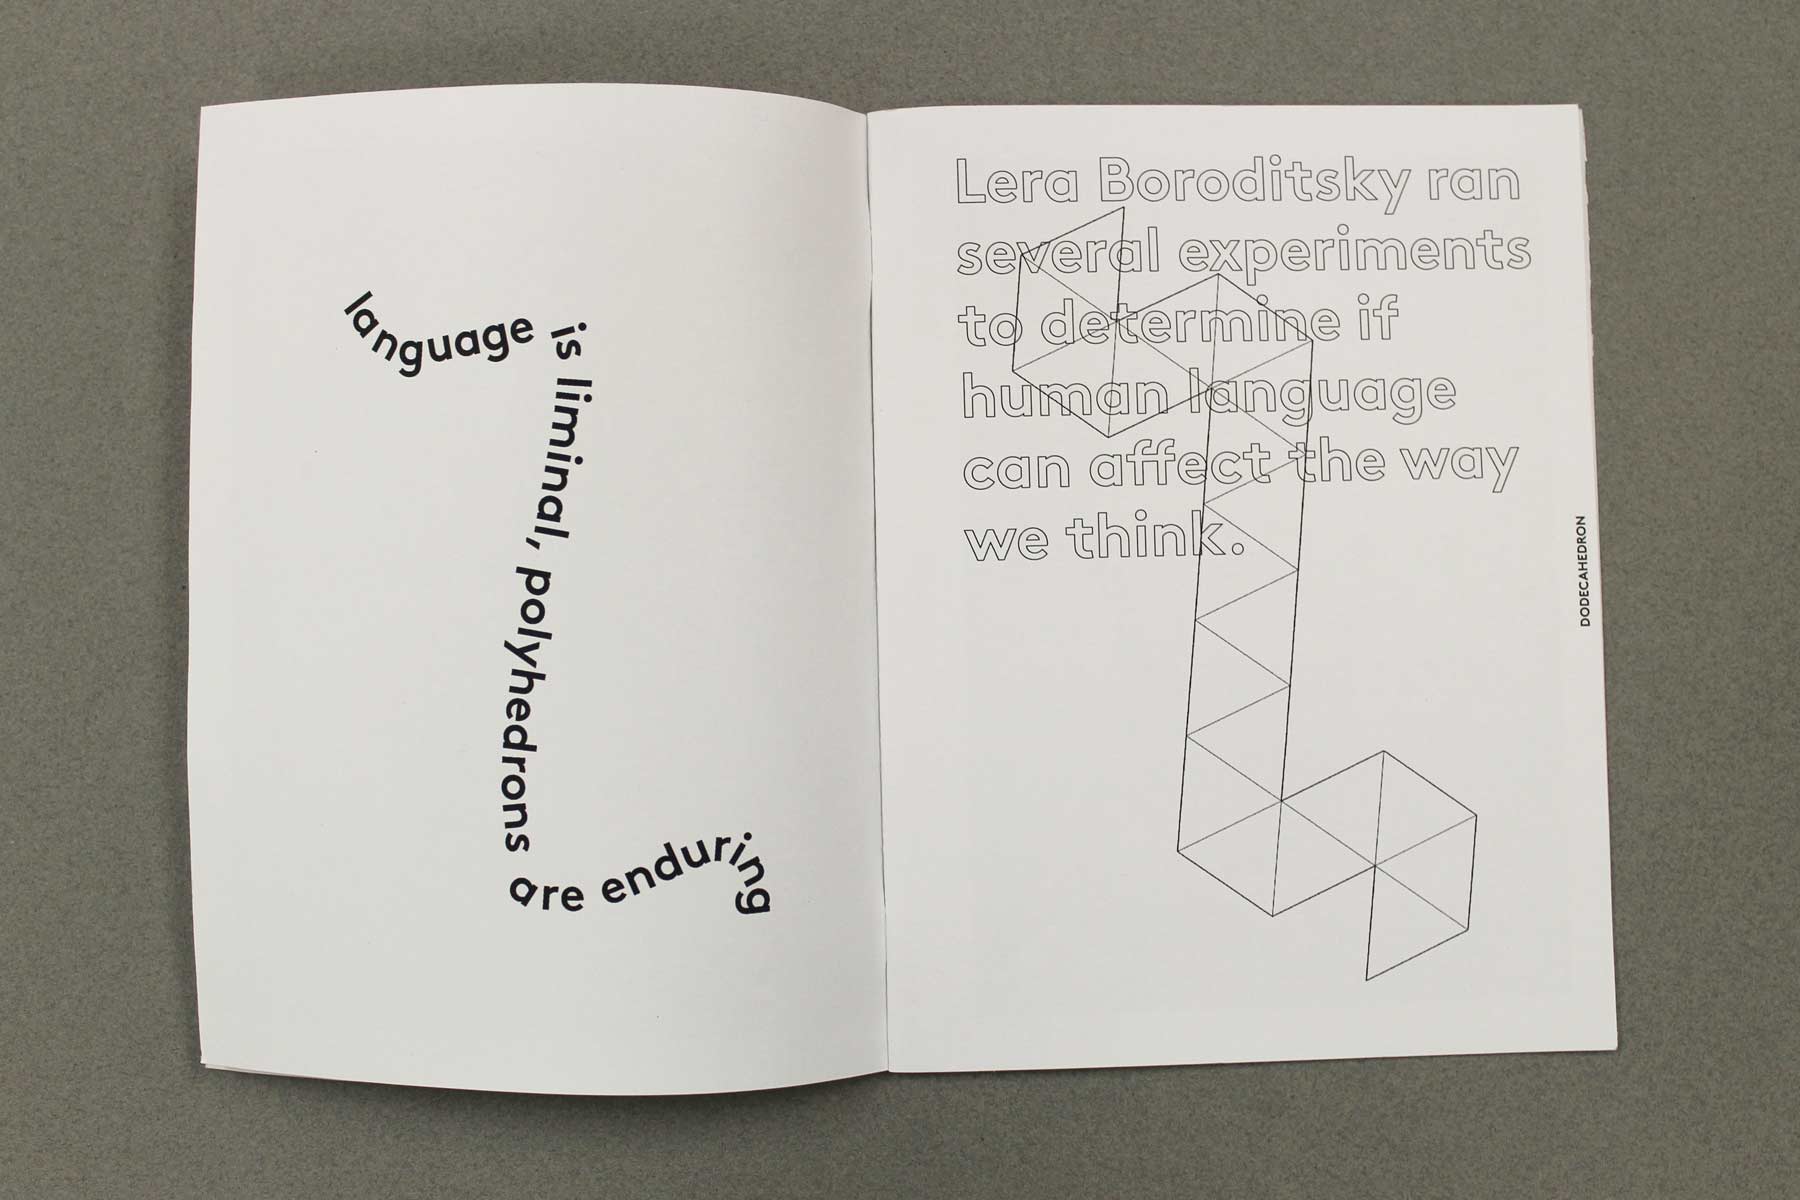 language is liminal, polyhedrons are enduring
Lera Boroditsky ran
several experiments
to determine if
human language
can affect the way
we think.
DODECAHEDRON